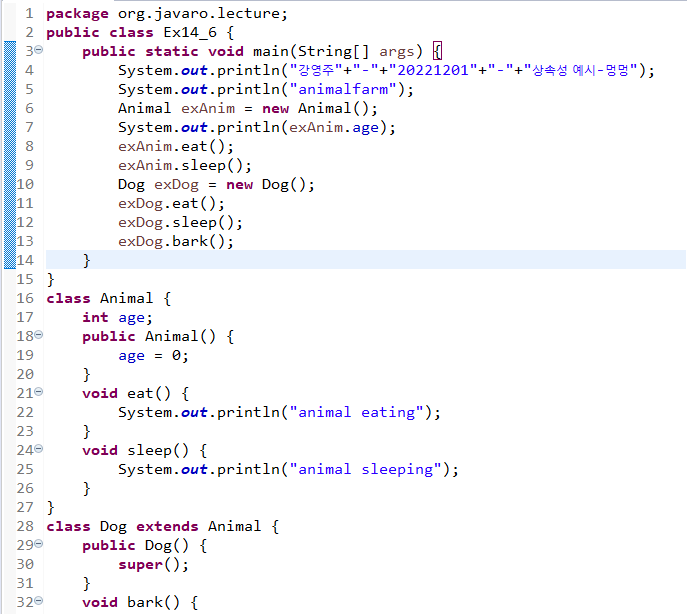 1 package org.javaro.lecture;
2 public class Ex14_6 {
3     public static void main(String[] args) {
4         System.out.println("강영주"+"-"+"20221201"+"-"+"상속성 예시-멍멍");
5         System.out.println("animalfarm");
6         Animal exAnim = new Animal();
7         System.out.println(exAnim.age);
8         exAnim.eat();
9         exAnim.sleep();
10         Dog exDog = new Dog();
11         exDog.eat();
12         exDog.sleep();
13         exDog.bark();
14     }
15 }
16 class Animal {
17     int age;
18     public Animal() {
19         age = 0;
20     }
21     void eat() {
22         System.out.println("animal eating");
23     }
24     void sleep() {
25         System.out.println("animal sleeping");
26     }
27 }
28 class Dog extends Animal {
29     public Dog() {
30         super();
31     }
32     void bark() {